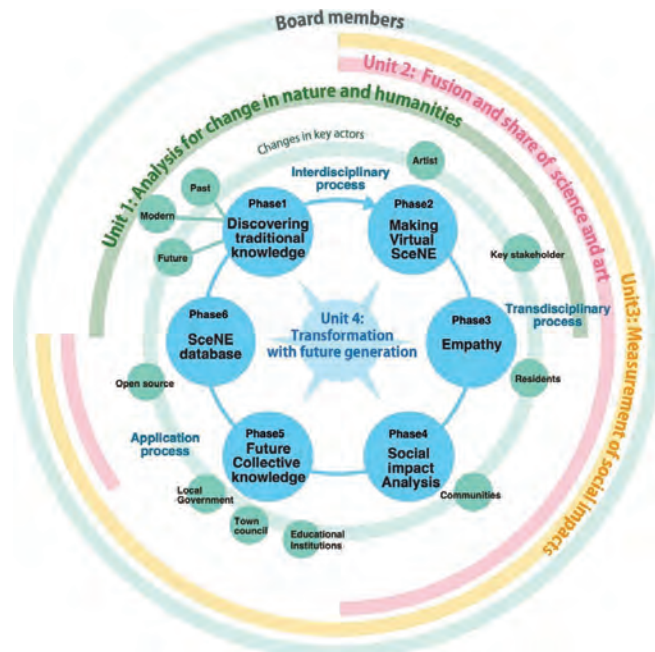 Board members
Unit 2: Fusion and share of science and art
Unit 1: Analysis for change in nature and humanities
Unit3: Measurement of social impacts
Changes in key actors
Artist
Interdisciplinary
process
Past
Modern
Future
Phase1
Discovering
traditional
knowledge
Phase2
Making
Virtual
SceNE
Key stakeholder
Transdisciplinary
process
Phase6
SceNE
database
Unit 4:
Transformation
with future generation
Phase3
Empathy
Open source
Residents
Application
process
Phase5
Future
Collective
knowledge
Phase4
Social
impact
Analysis
Local
Government
Town
council
Educational
Institutions
Communities